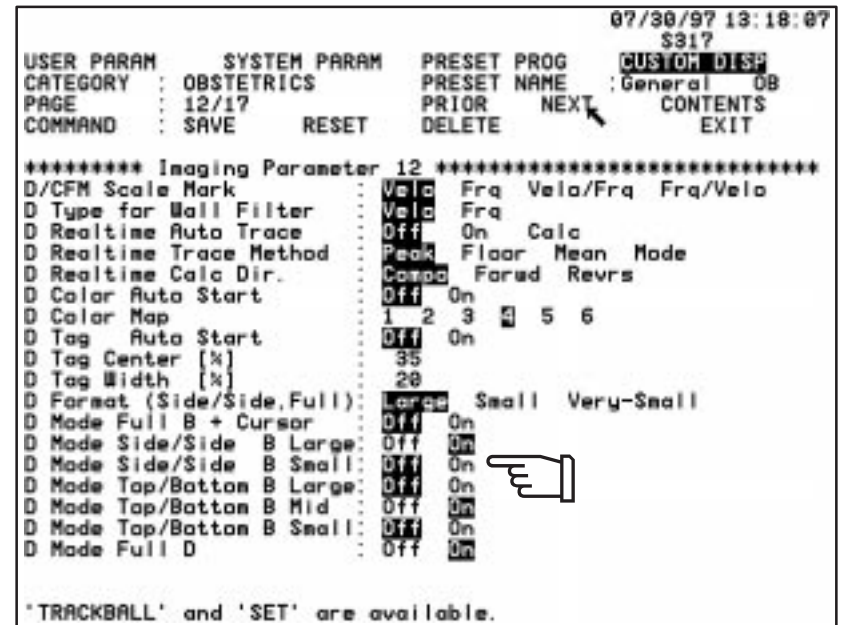 07/30/97 13:18:07
S317
USER PARAM SYSTEM PARAM PRESET PROG CUSTOM DISP
CATEGORY : OBSTETRICS PRESET NAME :General OB
PAGE : 12/17 PRIOR NEXT CONTENTS
COMMAND : SAVE RESET DELETE EXIT
********* Imaging Parameter 12 *****************************
D/CFM Scale Mark : Velo Frq Velo/Frq Frq/Velo
D Type for Wall Filter : Velo Frq
D Realtime Auto Trace : Off On Calc
D Realtime Trace Method : Peak Floor Mean Mode
D Realtime Calc Dir. : Compo Forwd Revrs
D Color Auto Start : Off On
D Color Map : 1 2 3 4 5 6
D Tag Auto Start : Off On
D Tag Center [%] : 35
D Tag Width [%] : 20
D Format (Side/Side,Full): Large Small Very-Small
D Mode Full B + Cursor : Off On
D Mode Side/Side B Large: Off On
D Mode Side/Side B Small: Off On
D Mode Top/Bottom B Large: Off On
D Mode Top/Bottom B Mid : Off On
D Mode Top/Bottom B Small: Off On
D Mode Full D : Off On
'TRACKBALL' and 'SET' are available.